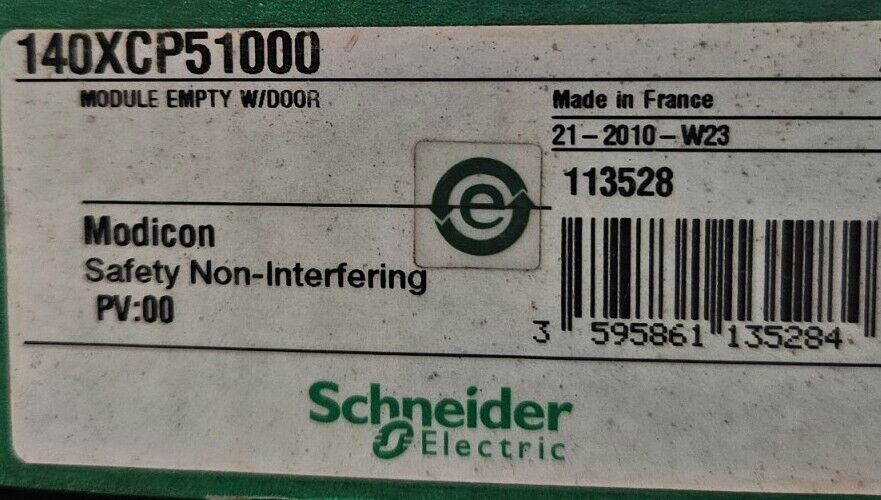 140XCP51000
MODULE EMPTY W/DOOR
Made in France
21-2010-W23
113528
e
Modicon
Safety Non-Interfering
PV:00
3 595861 135284
Schneider
Electric